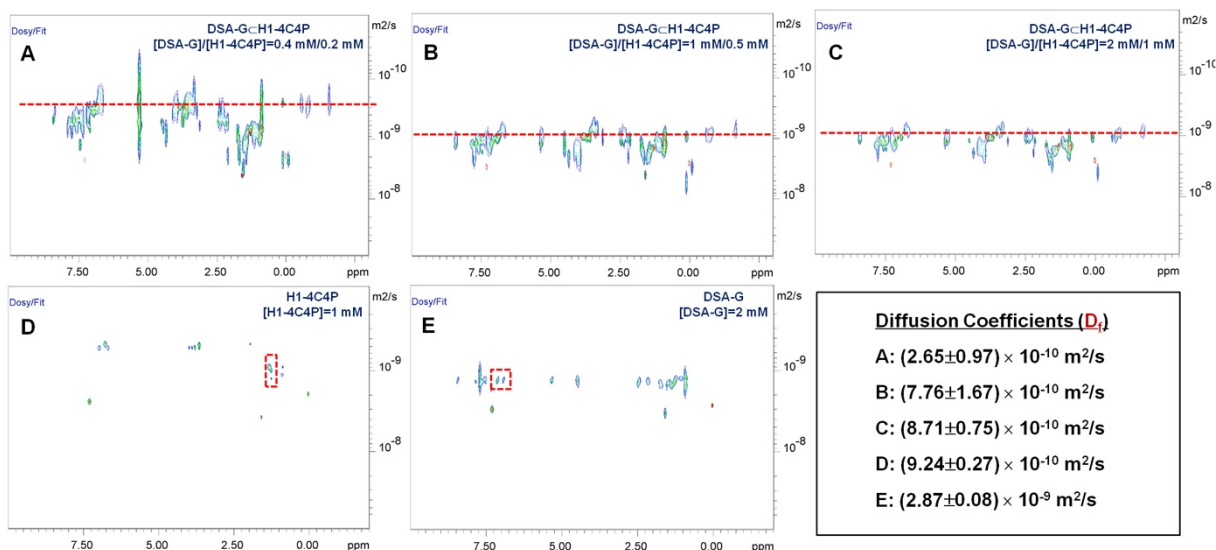 Dosy/Fit
m2/s
A
DSA-G⊂H1-4C4P
[DSA-G]/[H1-4C4P]=0.4 mM/0.2 mM
10⁻¹⁰
10⁻⁹
10⁻⁸
7.50 5.00 2.50 0.00 ppm
Dosy/Fit
m2/s
B
DSA-G⊂H1-4C4P
[DSA-G]/[H1-4C4P]=1 mM/0.5 mM
10⁻¹⁰
10⁻⁹
10⁻⁸
7.50 5.00 2.50 0.00 ppm
Dosy/Fit
m2/s
C
DSA-G⊂H1-4C4P
[DSA-G]/[H1-4C4P]=2 mM/1 mM
10⁻¹⁰
10⁻⁹
10⁻⁸
7.50 5.00 2.50 0.00 ppm
Dosy/Fit
m2/s
D
H1-4C4P
[H1-4C4P]=1 mM
10⁻⁹
10⁻⁸
7.50 5.00 2.50 0.00 ppm
Dosy/Fit
m2/s
E
DSA-G
[DSA-G]=2 mM
10⁻⁹
10⁻⁸
7.50 5.00 2.50 0.00 ppm
Diffusion Coefficients (Df)
A: (2.65±0.97) × 10⁻¹⁰ m²/s
B: (7.76±1.67) × 10⁻¹⁰ m²/s
C: (8.71±0.75) × 10⁻¹⁰ m²/s
D: (9.24±0.27) × 10⁻¹⁰ m²/s
E: (2.87±0.08) × 10⁻⁹ m²/s